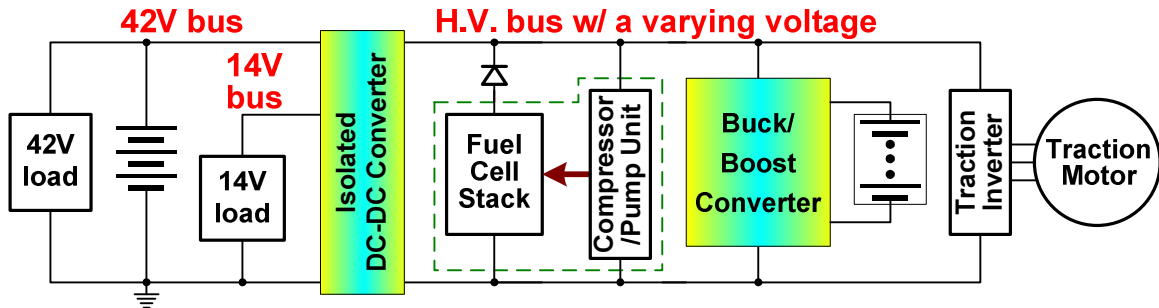 42V bus
H.V. bus w/ a varying voltage
14V
bus
42V
load
14V
load
Isolated
DC-DC Converter
Fuel
Cell
Stack
Compressor
/Pump Unit
Buck/
Boost
Converter
Traction
Inverter
Traction
Motor